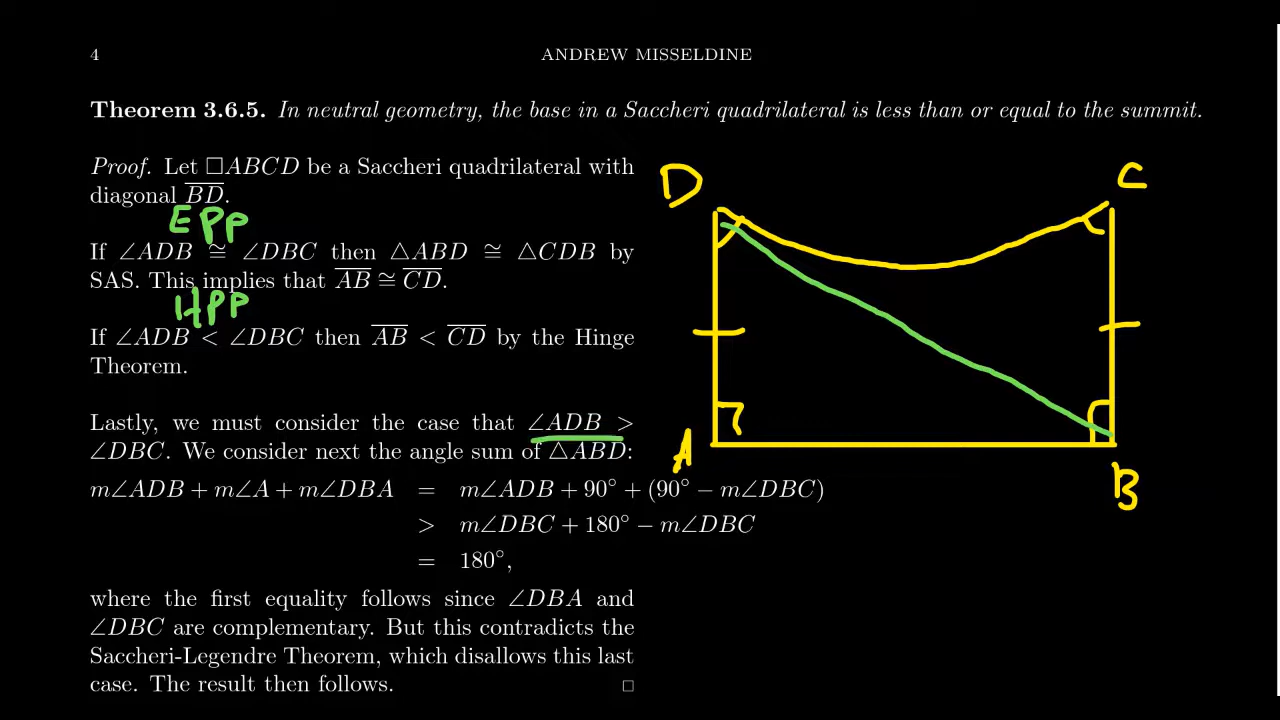 4 ANDREW MISSELDINE
Theorem 3.6.5. In neutral geometry, the base in a Saccheri quadrilateral is less than or equal to the summit.
Proof. Let □ABCD be a Saccheri quadrilateral with
diagonal B̅D̅.
EPP
If ∠ADB ≅ ∠DBC then △ABD ≅ △CDB by
SAS. This implies that A̅B̅ ≅ C̅D̅.
HPP
If ∠ADB < ∠DBC then A̅B̅ < C̅D̅ by the Hinge
Theorem.
Lastly, we must consider the case that ∠ADB >
∠DBC. We consider next the angle sum of △ABD:
m∠ADB + m∠A + m∠DBA = m∠ADB + 90° + (90° − m∠DBC)
> m∠DBC + 180° − m∠DBC
= 180°,
where the first equality follows since ∠DBA and
∠DBC are complementary. But this contradicts the
Saccheri-Legendre Theorem, which disallows this last
case. The result then follows. □
D C
A B